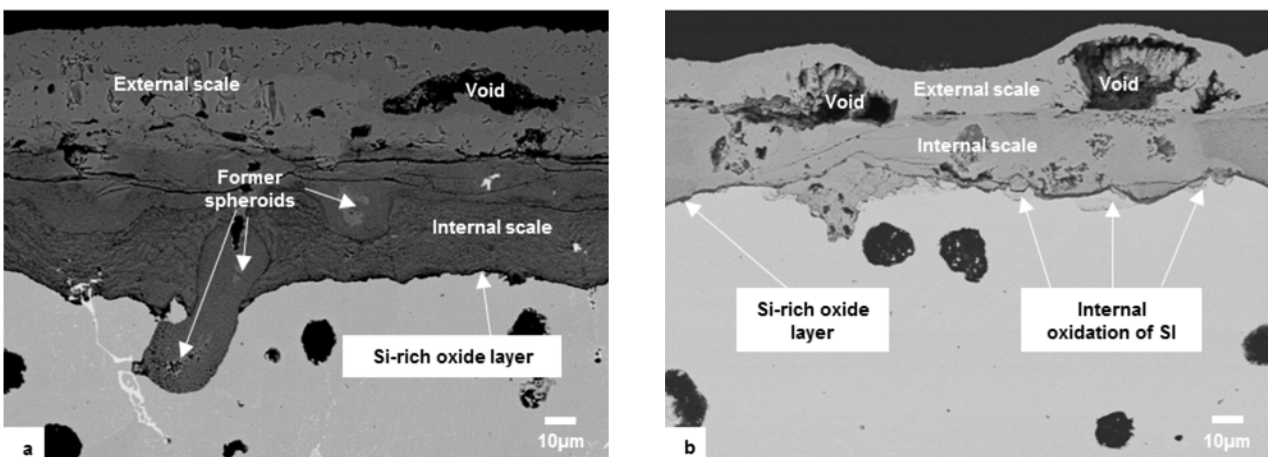 External scale
Void
Former
spheroids
Internal scale
Si-rich oxide layer
10µm
a
Void
External scale
Void
Internal scale
Si-rich oxide
layer
Internal
oxidation of SI
10µm
b